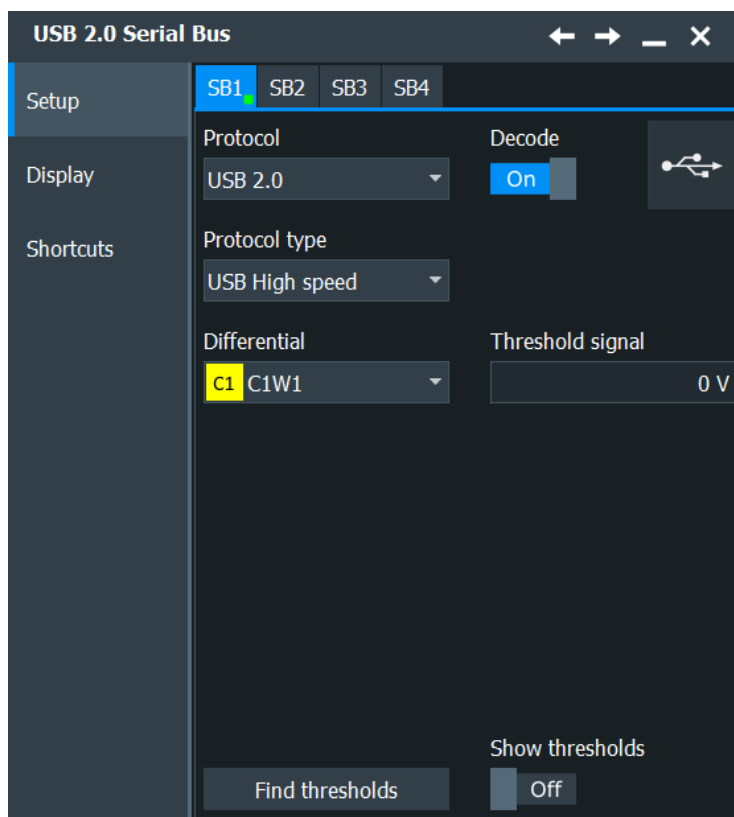 USB 2.0 Serial Bus
Setup
Display
Shortcuts
SB1 SB2 SB3 SB4
Protocol
USB 2.0
Decode
On
Protocol type
USB High speed
Differential
C1 C1W1
Threshold signal
0 V
Find thresholds
Show thresholds
Off